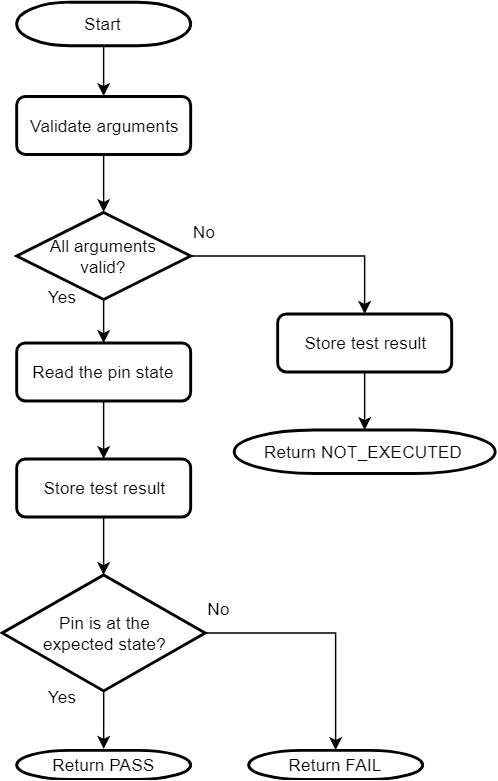 Start
Validate arguments
All arguments
valid?
No
Yes
Read the pin state
Store test result
Store test result
Return NOT_EXECUTED
Pin is at the
expected state?
No
Yes
Return PASS
Return FAIL